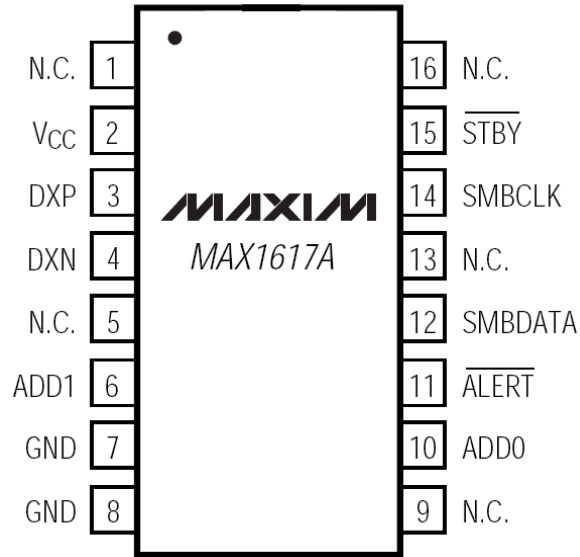 N.C. 1 16 N.C.
VCC 2 15 STBY
DXP 3 MAXIM 14 SMBCLK
DXN 4 MAX1617A 13 N.C.
N.C. 5 12 SMBDATA
ADD1 6 11 ALERT
GND 7 10 ADD0
GND 8 9 N.C.